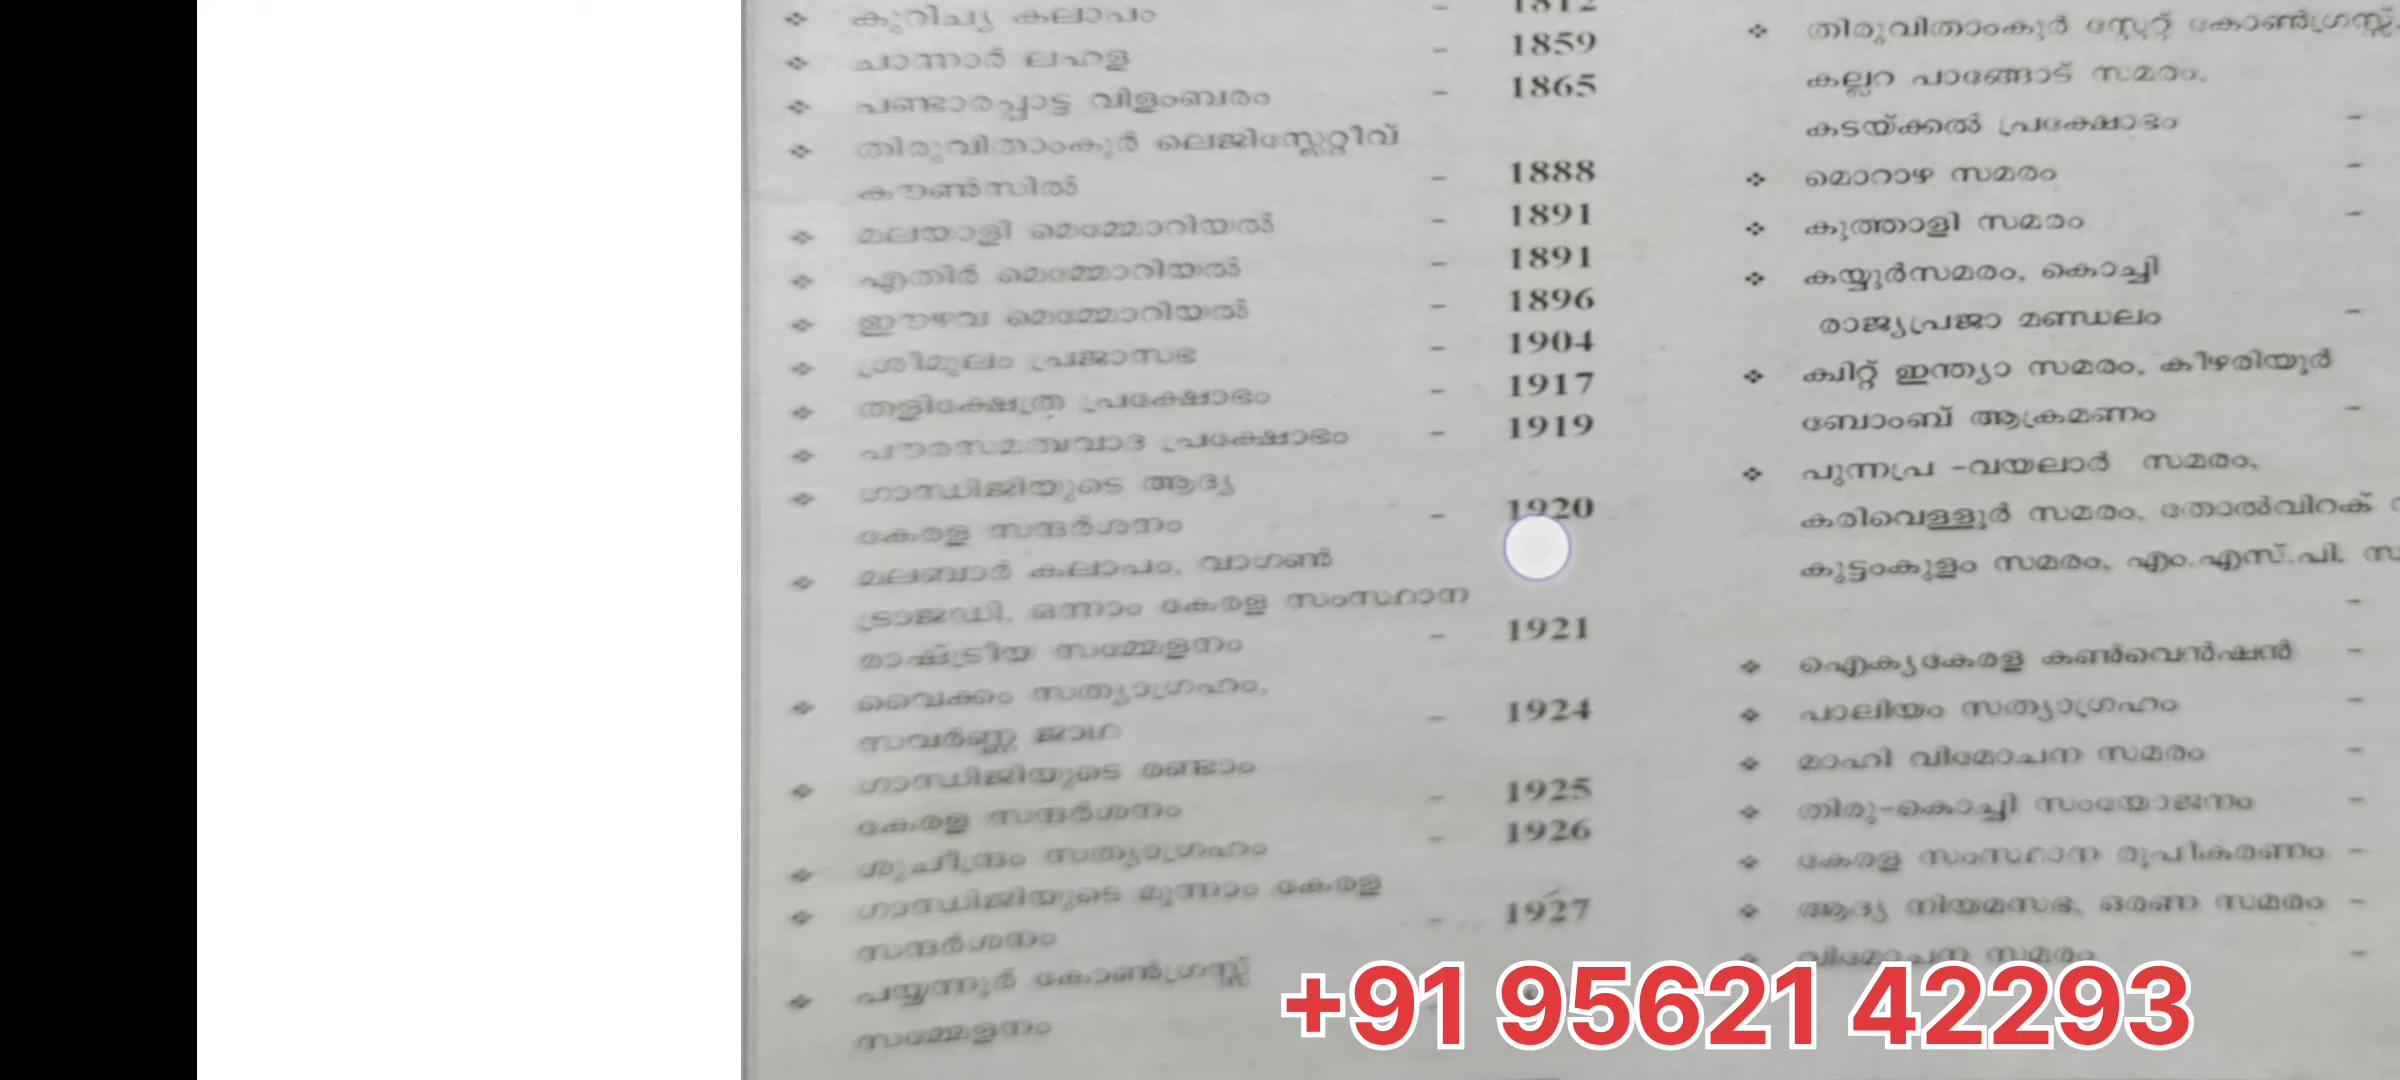 ❖ കുറിച്യ കലാപം - 1812
❖ ചാന്നാർ ലഹള - 1859
❖ പണ്ടാരപ്പാട്ട വിളംബരം - 1865
❖ തിരുവിതാംകൂർ ലെജിസ്ലേറ്റീവ്
കൗൺസിൽ - 1888
❖ മലയാളി മെമ്മോറിയൽ - 1891
❖ എതിർ മെമ്മോറിയൽ - 1891
❖ ഈഴവ മെമ്മോറിയൽ - 1896
❖ ശ്രീമൂലം പ്രജാസഭ - 1904
❖ തളിക്ഷേത്ര പ്രക്ഷോഭം - 1917
❖ പൗരസമത്വവാദ പ്രക്ഷോഭം - 1919
❖ ഗാന്ധിജിയുടെ ആദ്യ
കേരള സന്ദർശനം - 1920
❖ മലബാർ കലാപം, വാഗൺ
ട്രാജഡി, ഒന്നാം കേരള സംസ്ഥാന
രാഷ്ട്രീയ സമ്മേളനം - 1921
❖ വൈക്കം സത്യാഗ്രഹം,
സവർണ്ണ ജാഥ - 1924
❖ ഗാന്ധിജിയുടെ രണ്ടാം
കേരള സന്ദർശനം - 1925
❖ ശുചീന്ദ്രം സത്യാഗ്രഹം - 1926
❖ ഗാന്ധിജിയുടെ മൂന്നാം കേരള
സന്ദർശനം - 1927
❖ പയ്യന്നൂർ കോൺഗ്രസ്സ്
സമ്മേളനം
❖ തിരുവിതാംകൂർ സ്റ്റേറ്റ് കോൺഗ്രസ്സ്,
കല്ലറ പാങ്ങോട് സമരം,
കടയ്ക്കൽ പ്രക്ഷോഭം -
❖ മൊറാഴ സമരം -
❖ കുത്താളി സമരം -
❖ കയ്യൂർസമരം, കൊച്ചി
രാജ്യപ്രജാ മണ്ഡലം -
❖ ക്വിറ്റ് ഇന്ത്യാ സമരം, കീഴരിയൂർ
ബോംബ് ആക്രമണം -
❖ പുന്നപ്ര -വയലാർ സമരം,
കരിവെള്ളൂർ സമരം, തോൽവിറക്
കുട്ടംകുളം സമരം, എം.എസ്.പി.
-
❖ ഐക്യകേരള കൺവെൻഷൻ -
❖ പാലിയം സത്യാഗ്രഹം -
❖ മാഹി വിമോചന സമരം -
❖ തിരു-കൊച്ചി സംയോജനം -
❖ കേരള സംസ്ഥാന രൂപീകരണം -
❖ ആദ്യ നിയമസഭ, ഒരണ സമരം -
❖ വിമോചന സമരം -
+91 95621 42293